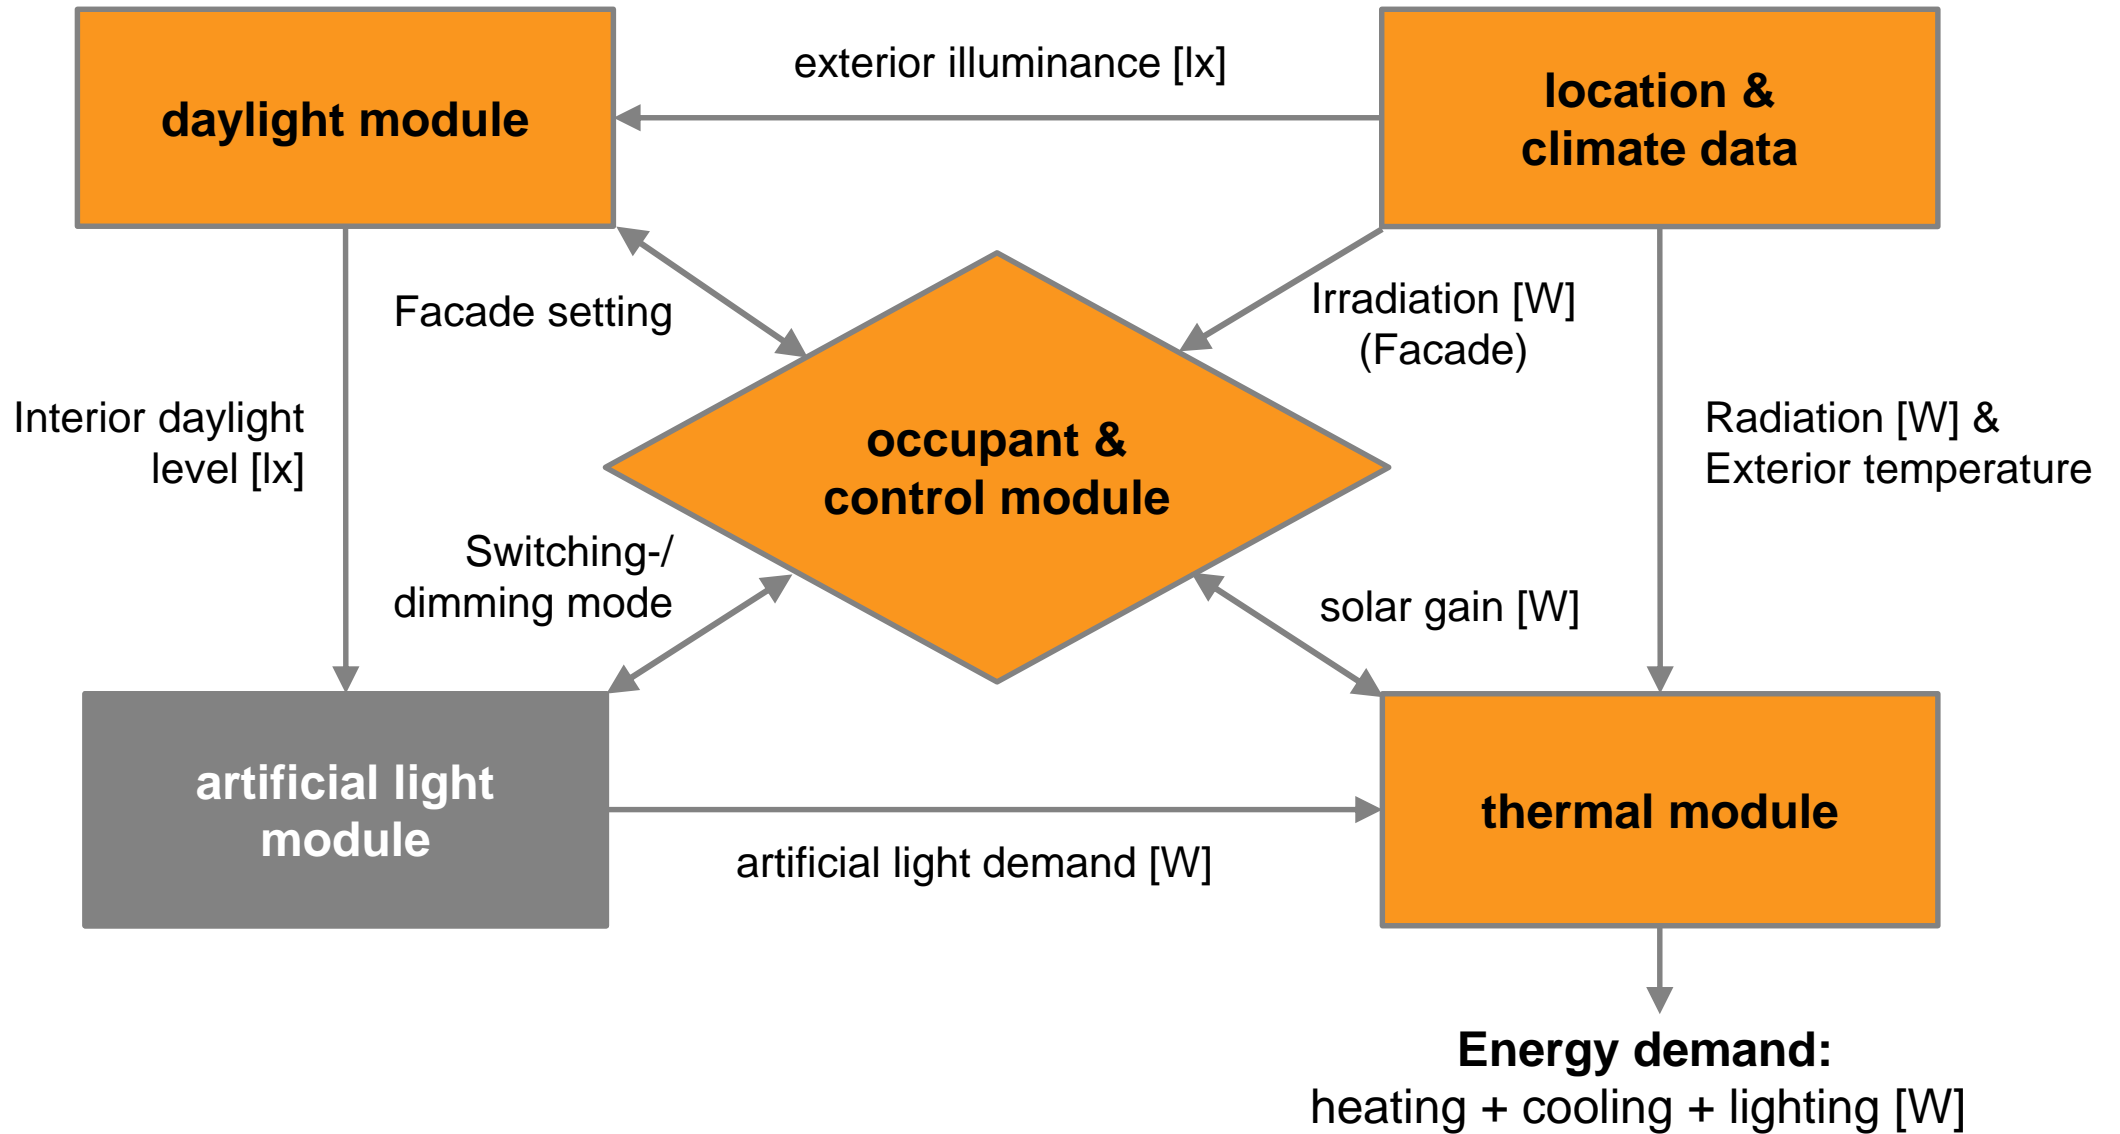 exterior illuminance [lx]
daylight module
location &
climate data
Facade setting
Irradiation [W]
(Facade)
Interior daylight
level [lx]
occupant &
control module
Radiation [W] &
Exterior temperature
Switching-/
dimming mode
solar gain [W]
artificial light
module
thermal module
artificial light demand [W]
Energy demand:
heating + cooling + lighting [W]